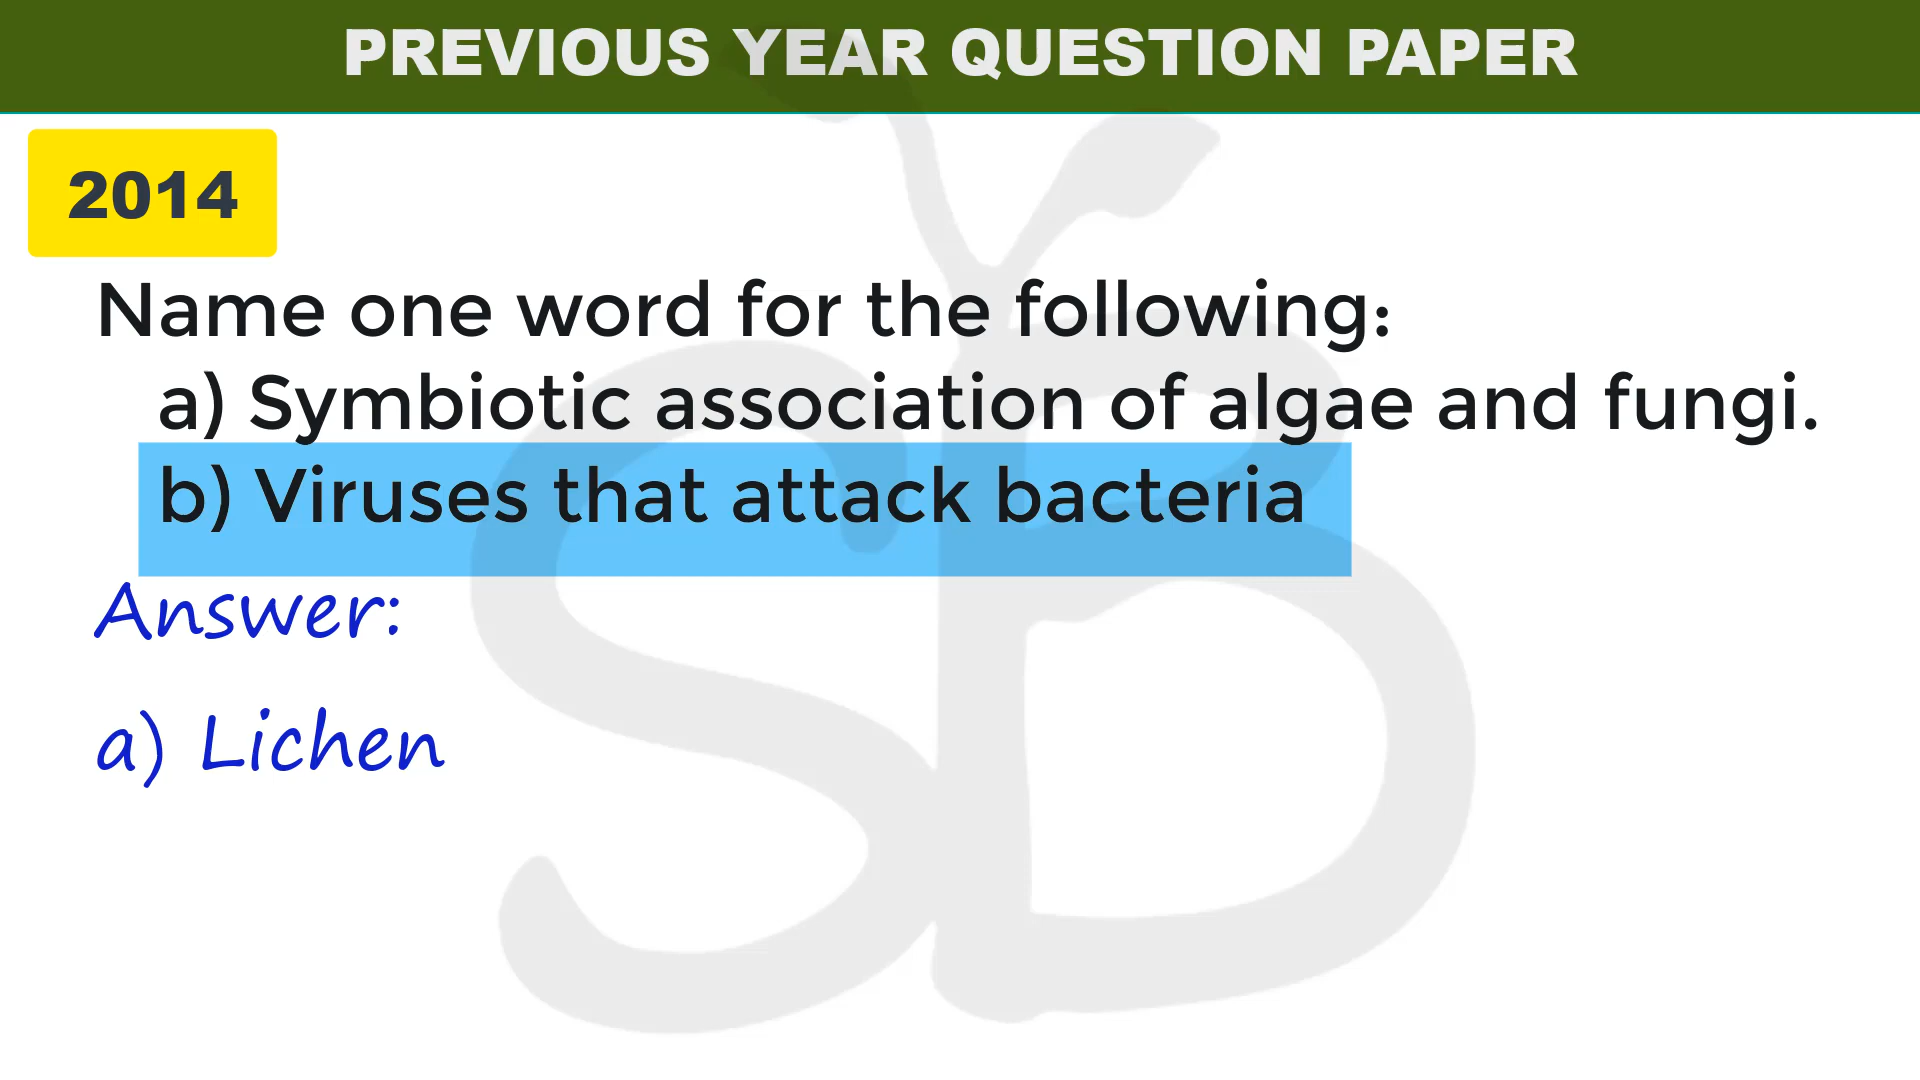 PREVIOUS YEAR QUESTION PAPER
2014
Name one word for the following:
a) Symbiotic association of algae and fungi.
b) Viruses that attack bacteria
Answer:
a) Lichen